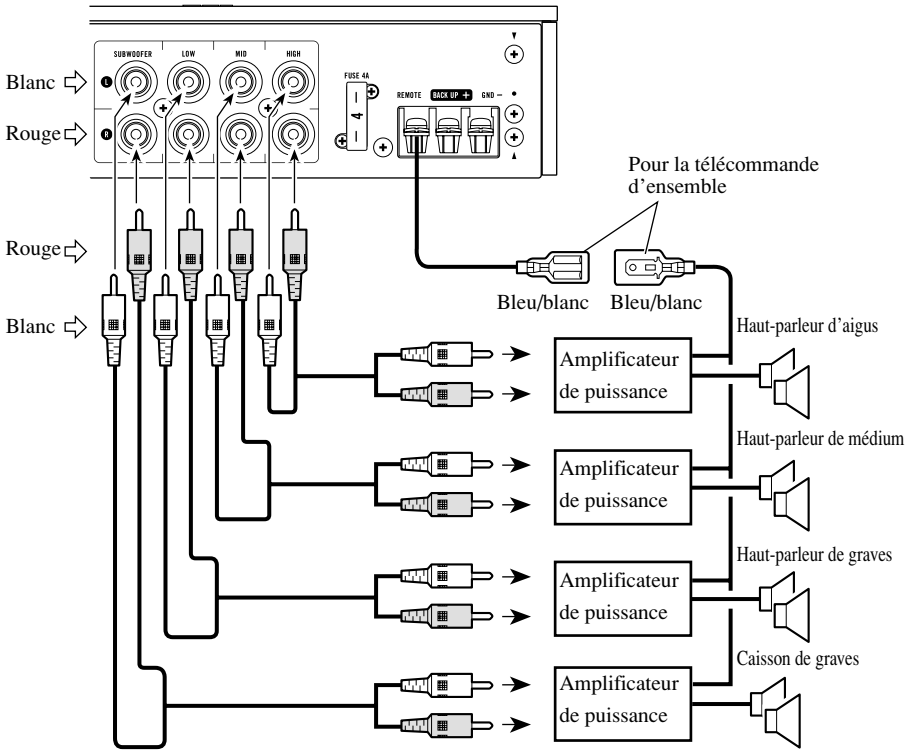 SUBWOOFER LOW MID HIGH
Blanc
L
FUSE 4A
4
REMOTE BACK UP + GND –
Rouge
R
Pour la télécommande
d’ensemble
Rouge
Bleu/blanc Bleu/blanc
Blanc
Haut-parleur d’aigus
Amplificateur
de puissance
Haut-parleur de médium
Amplificateur
de puissance
Haut-parleur de graves
Amplificateur
de puissance
Caisson de graves
Amplificateur
de puissance